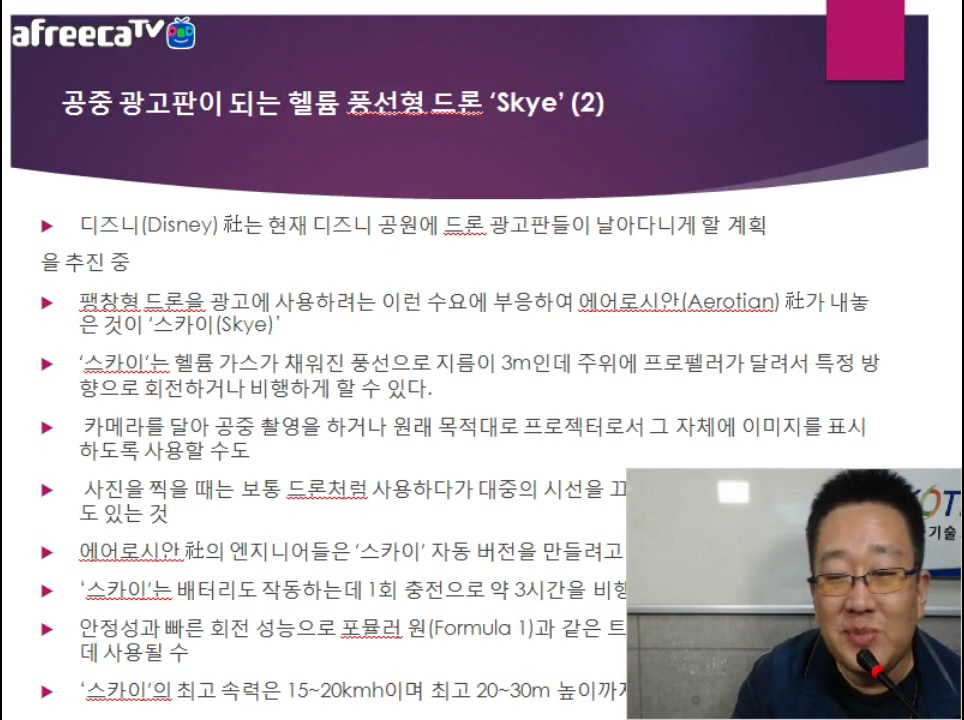 afreecaTV
공중 광고판이 되는 헬륨 풍선형 드론 ‘Skye’ (2)
디즈니(Disney) 社는 현재 디즈니 공원에 드론 광고판들이 날아다니게 할 계획
을 추진 중
팽창형 드론을 광고에 사용하려는 이런 수요에 부응하여 에어로시안(Aerotian) 社가 내놓
은 것이 ‘스카이(Skye)’
‘스카이’는 헬륨 가스가 채워진 풍선으로 지름이 3m인데 주위에 프로펠러가 달려서 특정 방
향으로 회전하거나 비행하게 할 수 있다.
카메라를 달아 공중 촬영을 하거나 원래 목적대로 프로젝터로서 그 자체에 이미지를 표시
하도록 사용할 수도
사진을 찍을 때는 보통 드론처럼 사용하다가 대중의 시선을 끄
도 있는 것
에어로시안 社의 엔지니어들은 ‘스카이’ 자동 버전을 만들려고
‘스카이’는 배터리도 작동하는데 1회 충전으로 약 3시간을 비행
안정성과 빠른 회전 성능으로 포뮬러 원(Formula 1)과 같은 트
데 사용될 수
‘스카이’의 최고 속력은 15~20kmh이며 최고 20~30m 높이까지
OT
기술